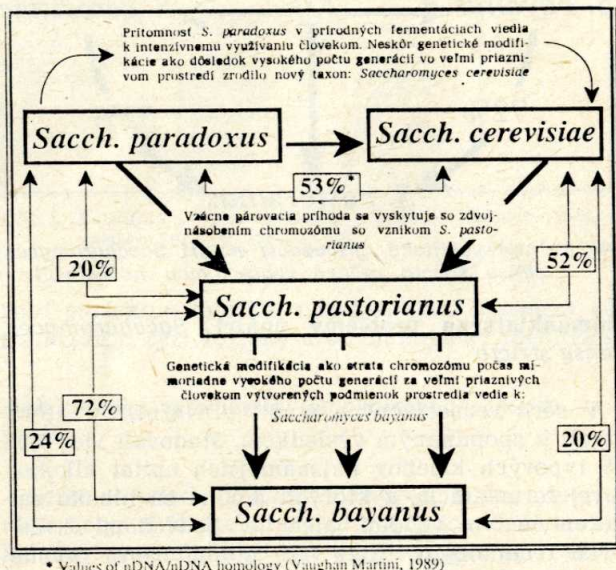 Prítomnosť S. paradoxus v prírodných fermentáciach viedla
k intenzívnemu využívaniu človekom. Neskôr genetické modifi-
kácie ako dôsledok vysokého počtu generácií vo veľmi priazni-
vom prostredí zrodilo nový taxon: Saccharomyces cerevisiae
Sacch. paradoxus
Sacch. cerevisiae
53%*
Vzácne párovacia príhoda sa vyskytuje so zdvoj-
násobením chromozómu so vznikom S. pasto-
rianus
20%
52%
Sacch. pastorianus
Genetická modifikácia ako strata chromozómu počas mi-
moriadne vysokého počtu generácií za veľmi priaznivých
človekom vytvorených podmienok prostredia vedie k:
Saccharomyces bayanus
72%
24%
20%
Sacch. bayanus
* Values of nDNA/nDNA homology (Vaughan Martini, 1989)